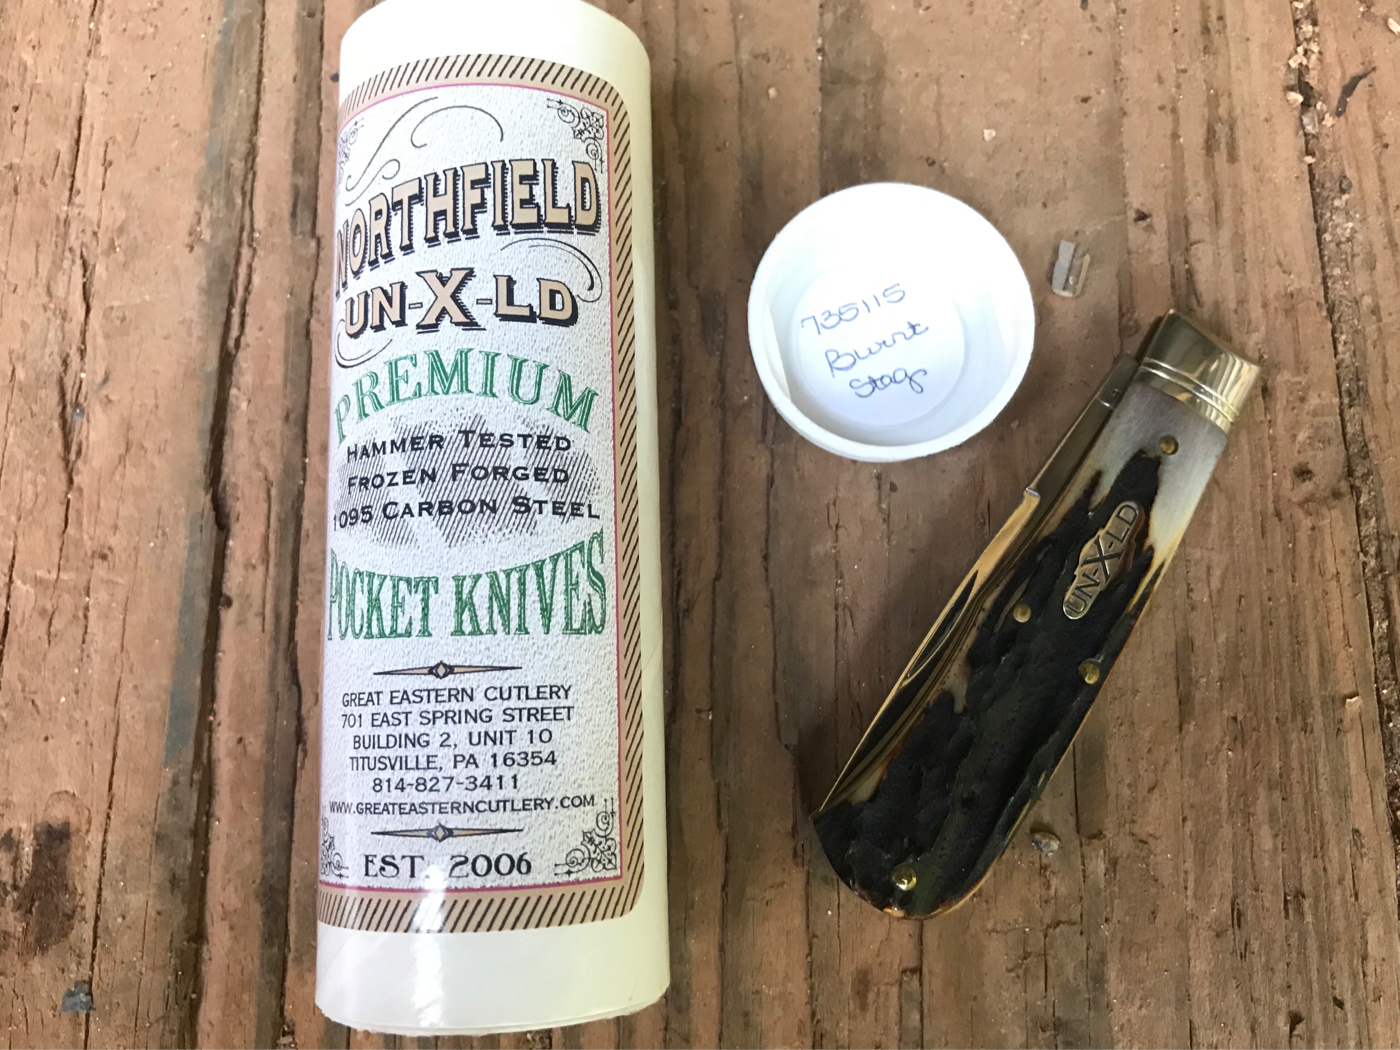 NORTHFIELD
UN-X-LD
PREMIUM
HAMMER TESTED
FROZEN FORGED
1095 CARBON STEEL
POCKET KNIVES
GREAT EASTERN CUTLERY
701 EAST SPRING STREET
BUILDING 2, UNIT 10
TITUSVILLE, PA 16354
814-827-3411
WWW.GREATEASTERNCUTLERY.COM
EST. 2006
735115
Burnt
Stag
UN-X-LD